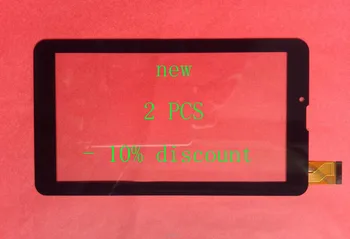 new
2 PCS
- 10% discount